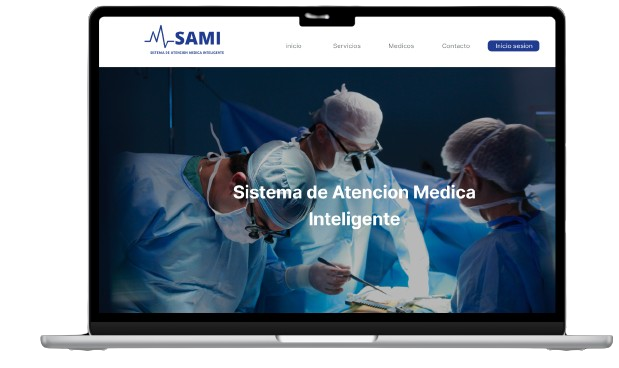 SAMI
SISTEMA DE ATENCION MEDICA INTELIGENTE
Inicio
Servicios
Medicos
Contacto
Inicio sesion
Sistema de Atencion Medica
Inteligente